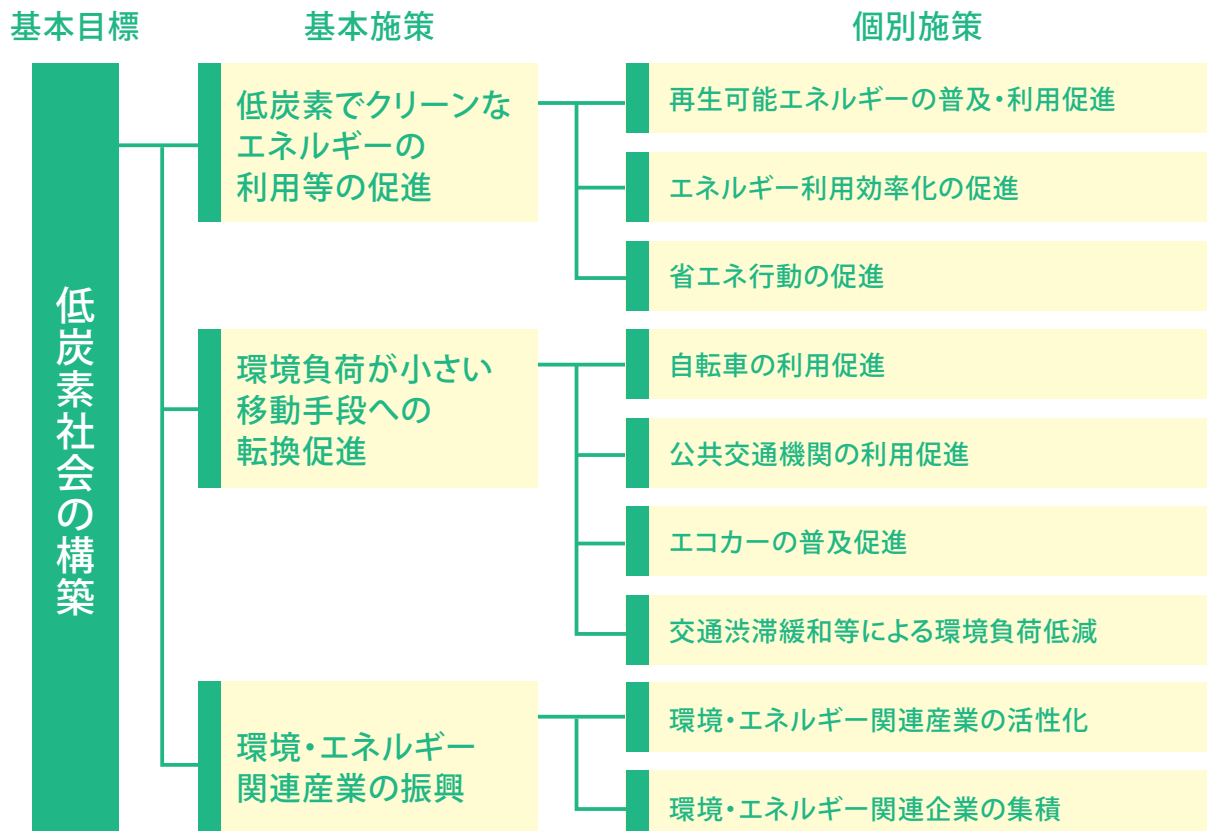 基本目標
基本施策
個別施策
低炭素社会の構築
低炭素でクリーンな
エネルギーの
利用等の促進
再生可能エネルギーの普及・利用促進
エネルギー利用効率化の促進
省エネ行動の促進
環境負荷が小さい
移動手段への
転換促進
自転車の利用促進
公共交通機関の利用促進
エコカーの普及促進
交通渋滞緩和等による環境負荷低減
環境・エネルギー
関連産業の振興
環境・エネルギー関連産業の活性化
環境・エネルギー関連企業の集積